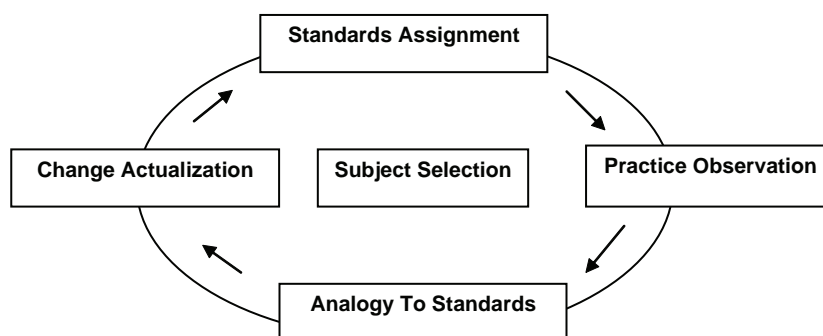 Standards Assignment
Change Actualization
Subject Selection
Practice Observation
Analogy To Standards